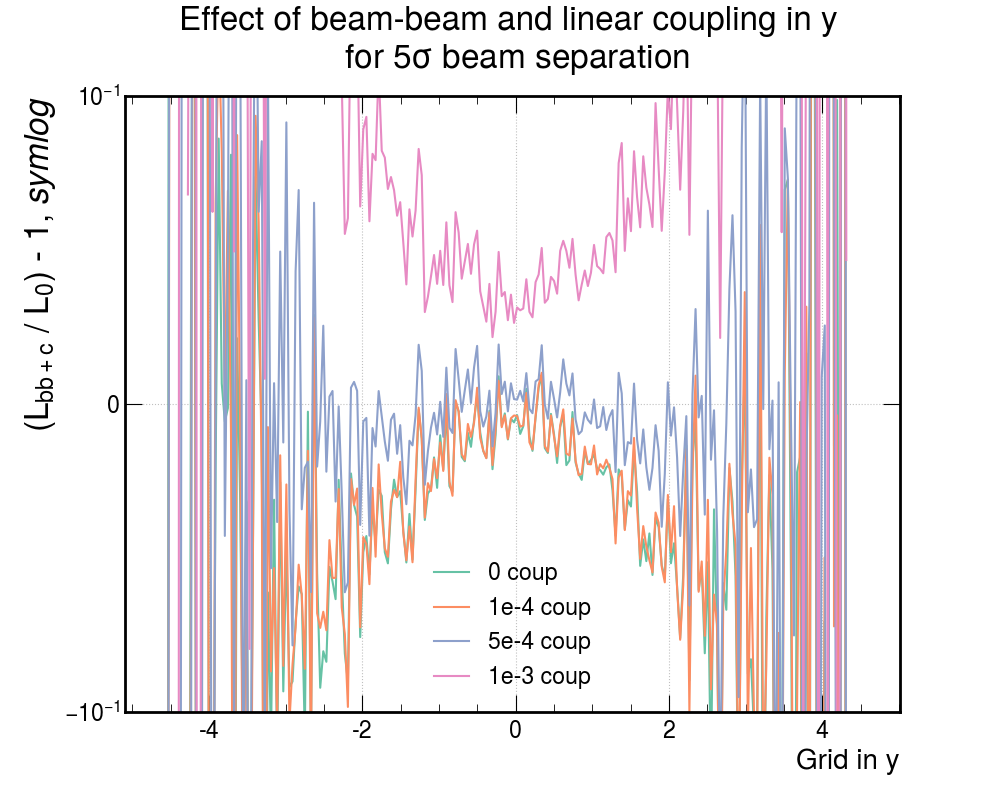 Effect of beam-beam and linear coupling in y
for 5σ beam separation
(L_bb + c / L_0) - 1, symlog
10^-1
0
−10^-1
0 coup
1e-4 coup
5e-4 coup
1e-3 coup
-4 -2 0 2 4
Grid in y